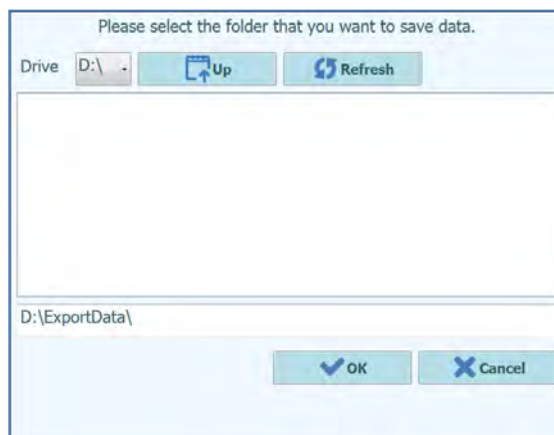 Please select the folder that you want to save data.
Drive D:\ Up Refresh
D:\ExportData\
OK Cancel